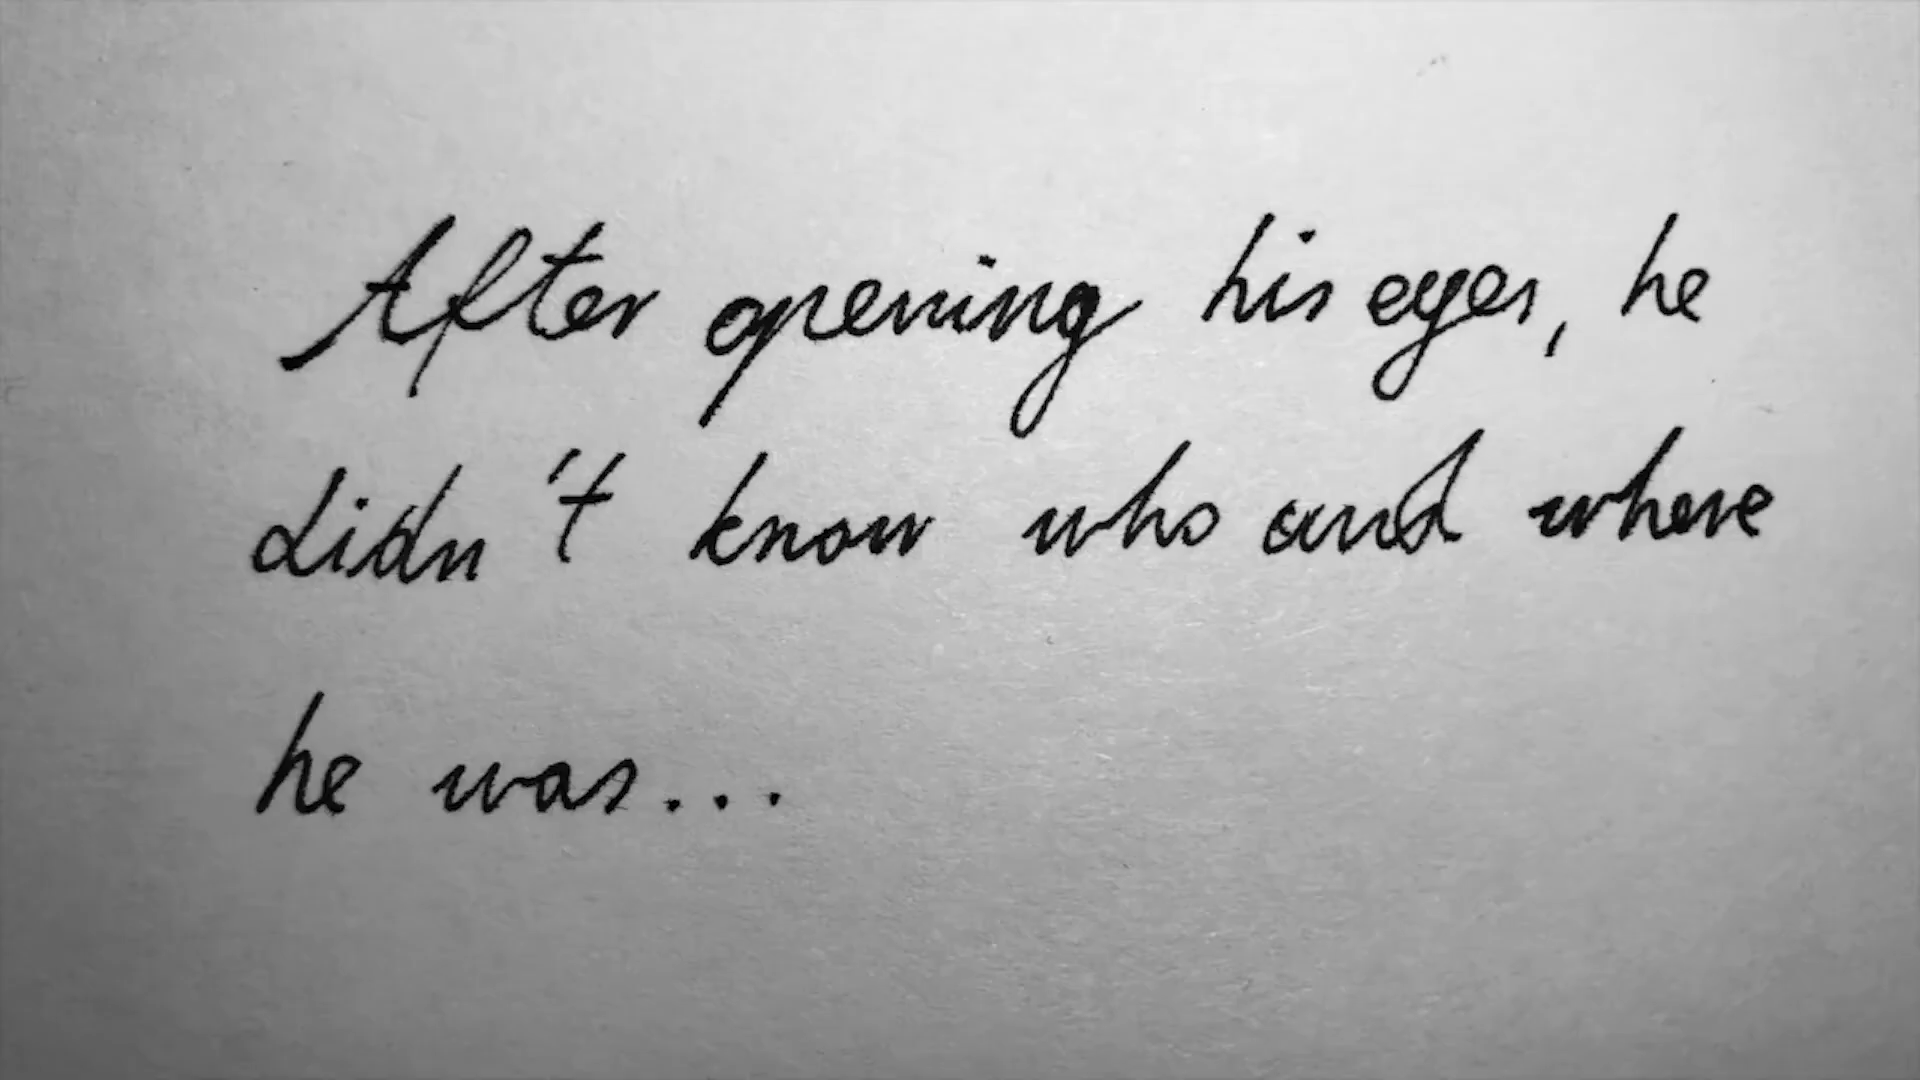 After opening his eyes, he
didn't know who and where
he was...